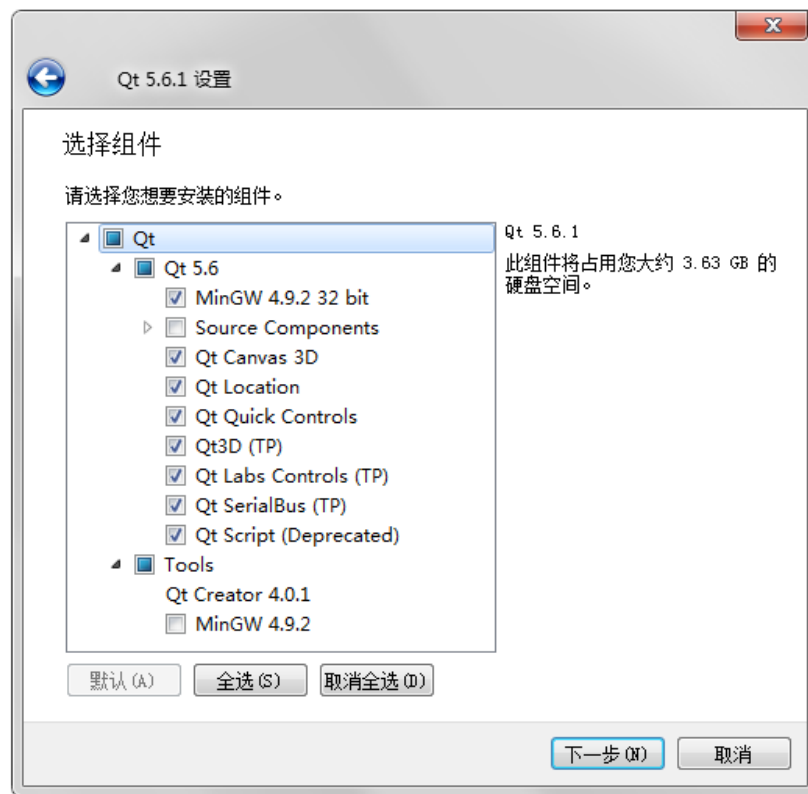 Qt 5.6.1 设置
选择组件
请选择您想要安装的组件。
Qt
Qt 5.6
MinGW 4.9.2 32 bit
Source Components
Qt Canvas 3D
Qt Location
Qt Quick Controls
Qt3D (TP)
Qt Labs Controls (TP)
Qt SerialBus (TP)
Qt Script (Deprecated)
Tools
Qt Creator 4.0.1
MinGW 4.9.2
Qt 5.6.1
此组件将占用您大约 3.63 GB 的
硬盘空间。
默认(A) 全选(S) 取消全选(D)
下一步(N) 取消